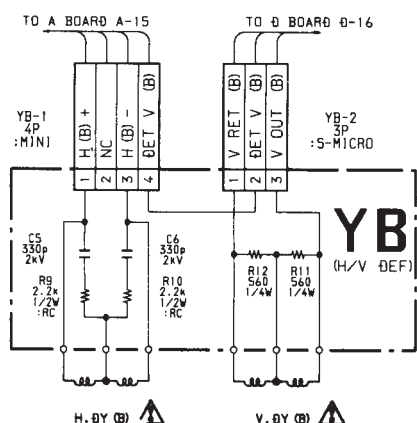 TO A BOARD A-15
TO D BOARD D-16
YB-1
4P
:MINI
H (B) +
NC
H (B) -
DET V (B)
1 2 3 4
V RET (B)
DET V (B)
V OUT (B)
1 2 3
YB-2
3P
:S-MICRO
C5
330p
2kV
R9
2.2k
1/2W
:RC
C6
330p
2kV
R10
2.2k
1/2W
:RC
R12
560
1/4W
R11
560
1/4W
YB
(H/V DEF)
H.DY (B)
V.DY (B)